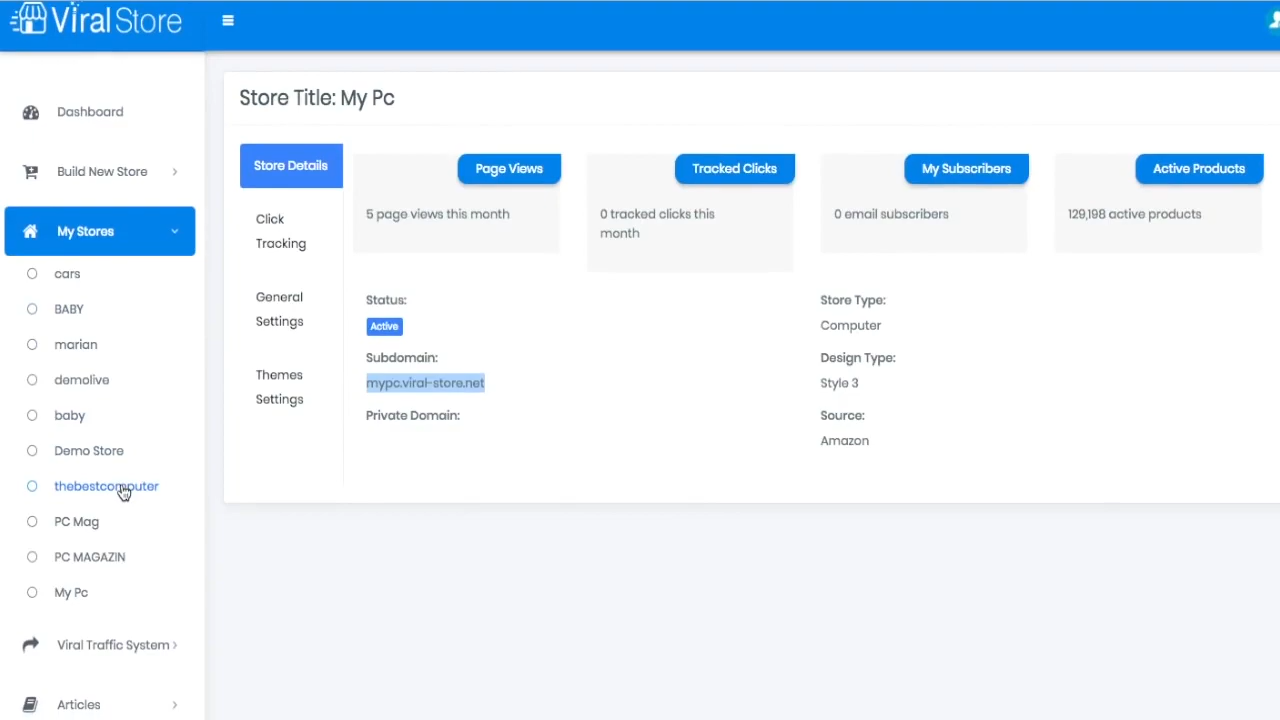 Viral Store
Dashboard
Build New Store
My Stores
cars
BABY
marian
demolive
baby
Demo Store
thebestcomputer
PC Mag
PC MAGAZIN
My Pc
Viral Traffic System
Articles
Store Title: My Pc
Store Details
Click
Tracking
General
Settings
Themes
Settings
Page Views
5 page views this month
Tracked Clicks
0 tracked clicks this
month
My Subscribers
0 email subscribers
Active Products
129,198 active products
Status:
Active
Subdomain:
mypc.viral-store.net
Private Domain:
Store Type:
Computer
Design Type:
Style 3
Source:
Amazon